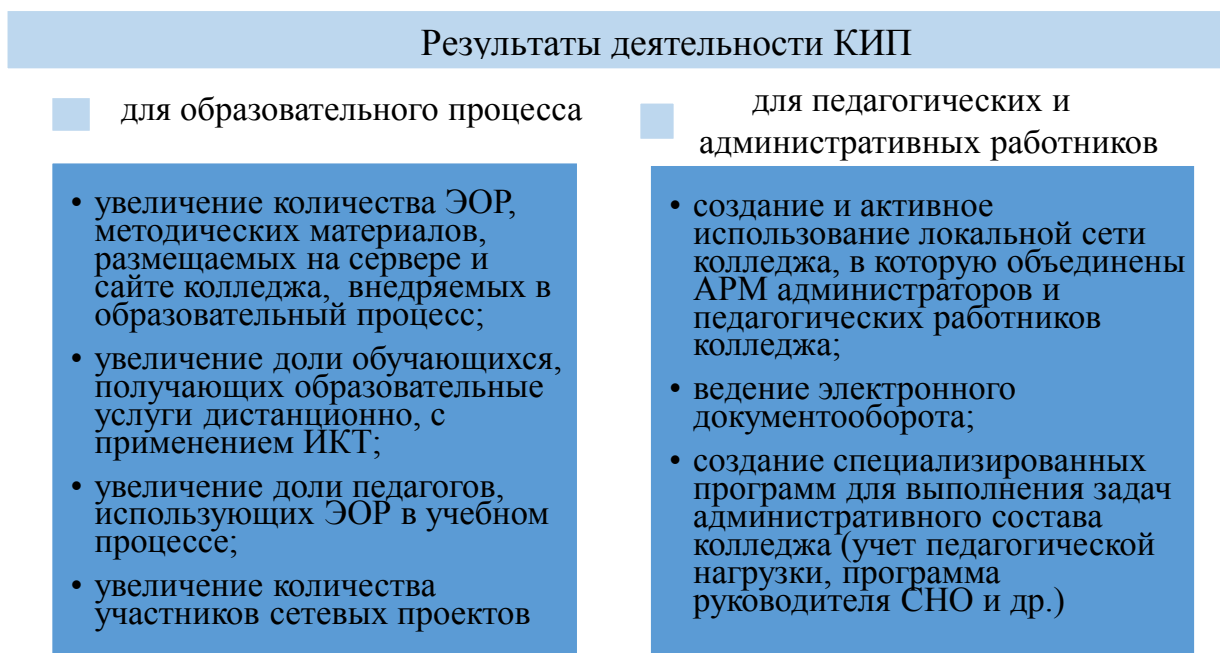 Результаты деятельности КИП
для образовательного процесса
• увеличение количества ЭОР,
методических материалов,
размещаемых на сервере и
сайте колледжа, внедряемых в
образовательный процесс;
• увеличение доли обучающихся,
получающих образовательные
услуги дистанционно, с
применением ИКТ;
• увеличение доли педагогов,
использующих ЭОР в учебном
процессе;
• увеличение количества
участников сетевых проектов
для педагогических и
административных работников
• создание и активное
использование локальной сети
колледжа, в которую объединены
АРМ администраторов и
педагогических работников
колледжа;
• ведение электронного
документооборота;
• создание специализированных
программ для выполнения задач
административного состава
колледжа (учет педагогической
нагрузки, программа
руководителя СНО и др.)